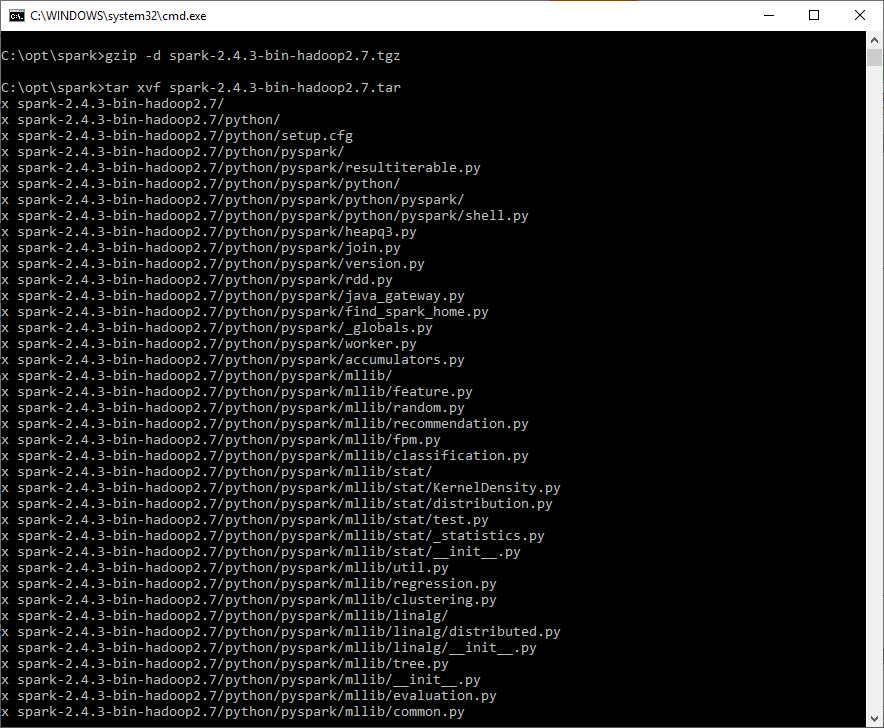 C:\WINDOWS\system32\cmd.exe
C:\opt\spark>gzip -d spark-2.4.3-bin-hadoop2.7.tgz
C:\opt\spark>tar xvf spark-2.4.3-bin-hadoop2.7.tar
x spark-2.4.3-bin-hadoop2.7/
x spark-2.4.3-bin-hadoop2.7/python/
x spark-2.4.3-bin-hadoop2.7/python/setup.cfg
x spark-2.4.3-bin-hadoop2.7/python/pyspark/
x spark-2.4.3-bin-hadoop2.7/python/pyspark/resultiterable.py
x spark-2.4.3-bin-hadoop2.7/python/pyspark/python/
x spark-2.4.3-bin-hadoop2.7/python/pyspark/python/pyspark/
x spark-2.4.3-bin-hadoop2.7/python/pyspark/python/pyspark/shell.py
x spark-2.4.3-bin-hadoop2.7/python/pyspark/heapq3.py
x spark-2.4.3-bin-hadoop2.7/python/pyspark/join.py
x spark-2.4.3-bin-hadoop2.7/python/pyspark/version.py
x spark-2.4.3-bin-hadoop2.7/python/pyspark/rdd.py
x spark-2.4.3-bin-hadoop2.7/python/pyspark/java_gateway.py
x spark-2.4.3-bin-hadoop2.7/python/pyspark/find_spark_home.py
x spark-2.4.3-bin-hadoop2.7/python/pyspark/_globals.py
x spark-2.4.3-bin-hadoop2.7/python/pyspark/worker.py
x spark-2.4.3-bin-hadoop2.7/python/pyspark/accumulators.py
x spark-2.4.3-bin-hadoop2.7/python/pyspark/mllib/
x spark-2.4.3-bin-hadoop2.7/python/pyspark/mllib/feature.py
x spark-2.4.3-bin-hadoop2.7/python/pyspark/mllib/random.py
x spark-2.4.3-bin-hadoop2.7/python/pyspark/mllib/recommendation.py
x spark-2.4.3-bin-hadoop2.7/python/pyspark/mllib/fpm.py
x spark-2.4.3-bin-hadoop2.7/python/pyspark/mllib/classification.py
x spark-2.4.3-bin-hadoop2.7/python/pyspark/mllib/stat/
x spark-2.4.3-bin-hadoop2.7/python/pyspark/mllib/stat/KernelDensity.py
x spark-2.4.3-bin-hadoop2.7/python/pyspark/mllib/stat/distribution.py
x spark-2.4.3-bin-hadoop2.7/python/pyspark/mllib/stat/test.py
x spark-2.4.3-bin-hadoop2.7/python/pyspark/mllib/stat/_statistics.py
x spark-2.4.3-bin-hadoop2.7/python/pyspark/mllib/stat/__init__.py
x spark-2.4.3-bin-hadoop2.7/python/pyspark/mllib/util.py
x spark-2.4.3-bin-hadoop2.7/python/pyspark/mllib/regression.py
x spark-2.4.3-bin-hadoop2.7/python/pyspark/mllib/clustering.py
x spark-2.4.3-bin-hadoop2.7/python/pyspark/mllib/linalg/
x spark-2.4.3-bin-hadoop2.7/python/pyspark/mllib/linalg/distributed.py
x spark-2.4.3-bin-hadoop2.7/python/pyspark/mllib/linalg/__init__.py
x spark-2.4.3-bin-hadoop2.7/python/pyspark/mllib/tree.py
x spark-2.4.3-bin-hadoop2.7/python/pyspark/mllib/__init__.py
x spark-2.4.3-bin-hadoop2.7/python/pyspark/mllib/evaluation.py
x spark-2.4.3-bin-hadoop2.7/python/pyspark/mllib/common.py